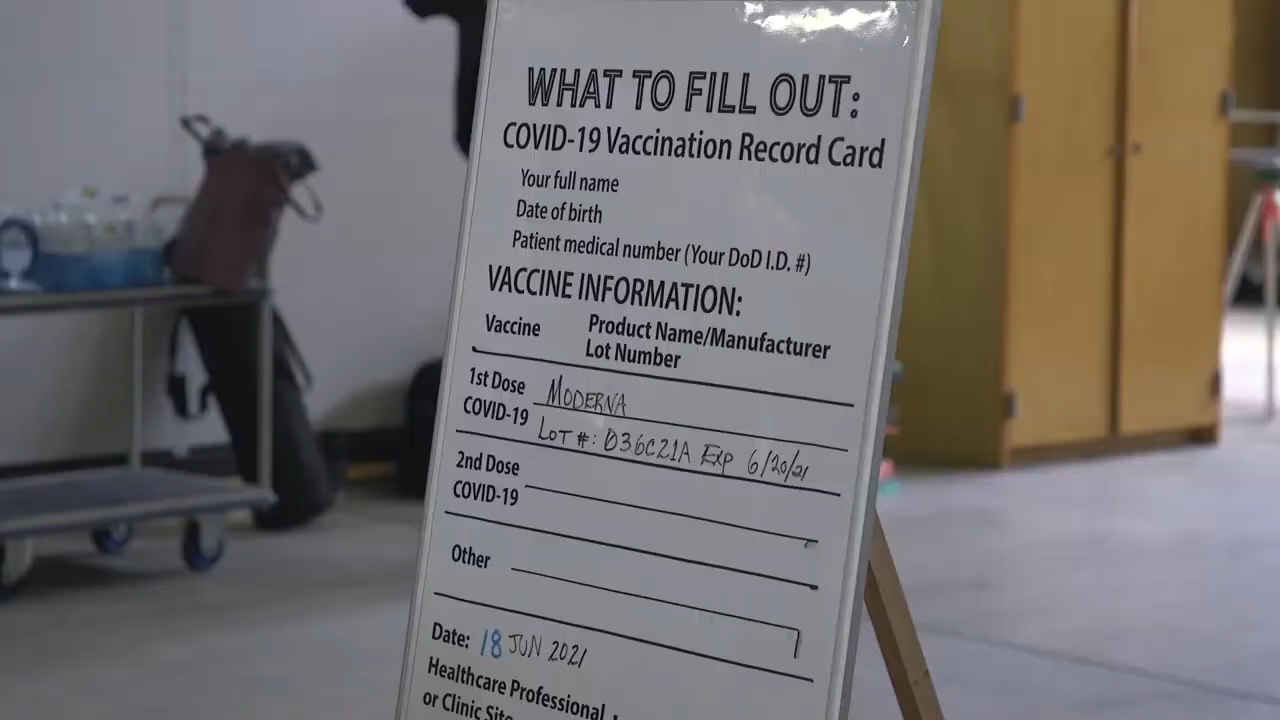 WHAT TO FILL OUT:
COVID-19 Vaccination Record Card
Your full name
Date of birth
Patient medical number (Your DoD I.D. #)
VACCINE INFORMATION:
Vaccine Product Name/Manufacturer
Lot Number
1st Dose MODERNA
COVID-19 LOT #: 036C21A EXP 6/20/21
2nd Dose
COVID-19
Other
Date: 18 JUN 2021
Healthcare Professional
or Clinic Site